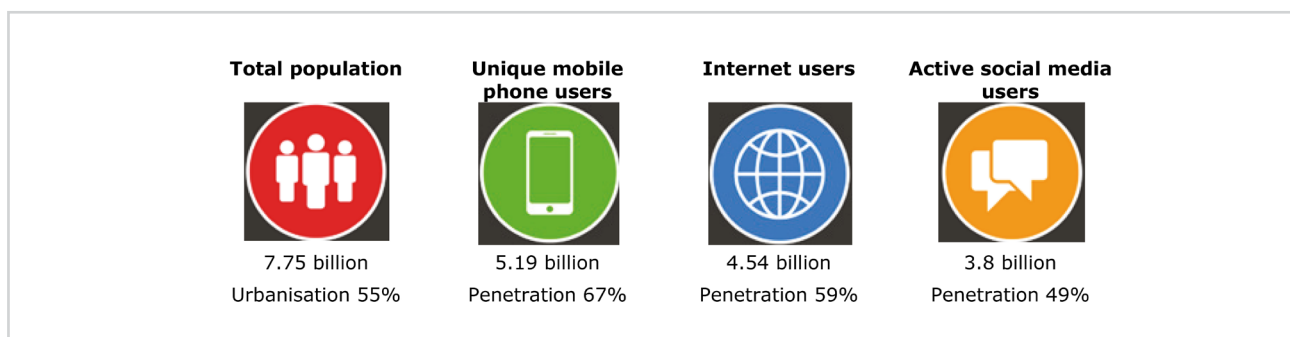 Total population
Unique mobile
phone users
Internet users
Active social media
users
7.75 billion
5.19 billion
4.54 billion
3.8 billion
Urbanisation 55%
Penetration 67%
Penetration 59%
Penetration 49%